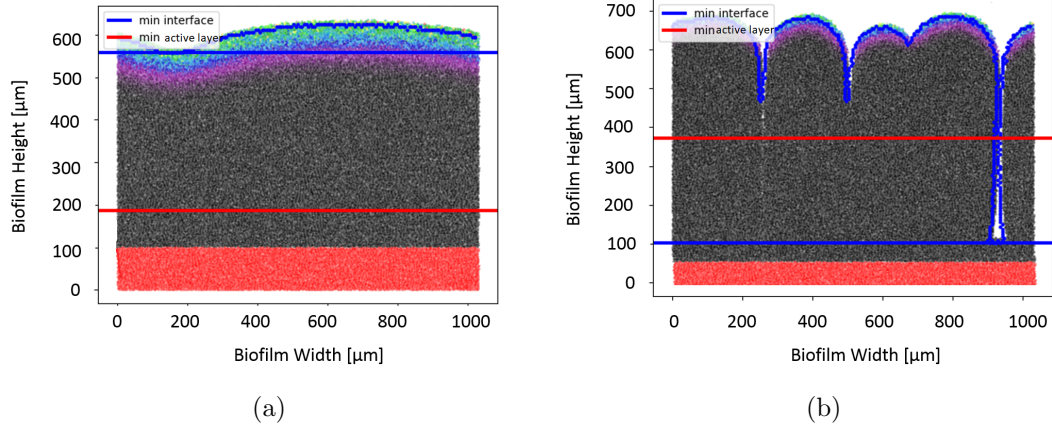 min interface
min active layer
600
500
400
300
200
100
0
Biofilm Height [µm]
0 200 400 600 800 1000
Biofilm Width [µm]
(a)
min interface
minactive layer
700
600
500
400
300
200
100
0
Biofilm Height [µm]
0 200 400 600 800 1000
Biofilm Width [µm]
(b)